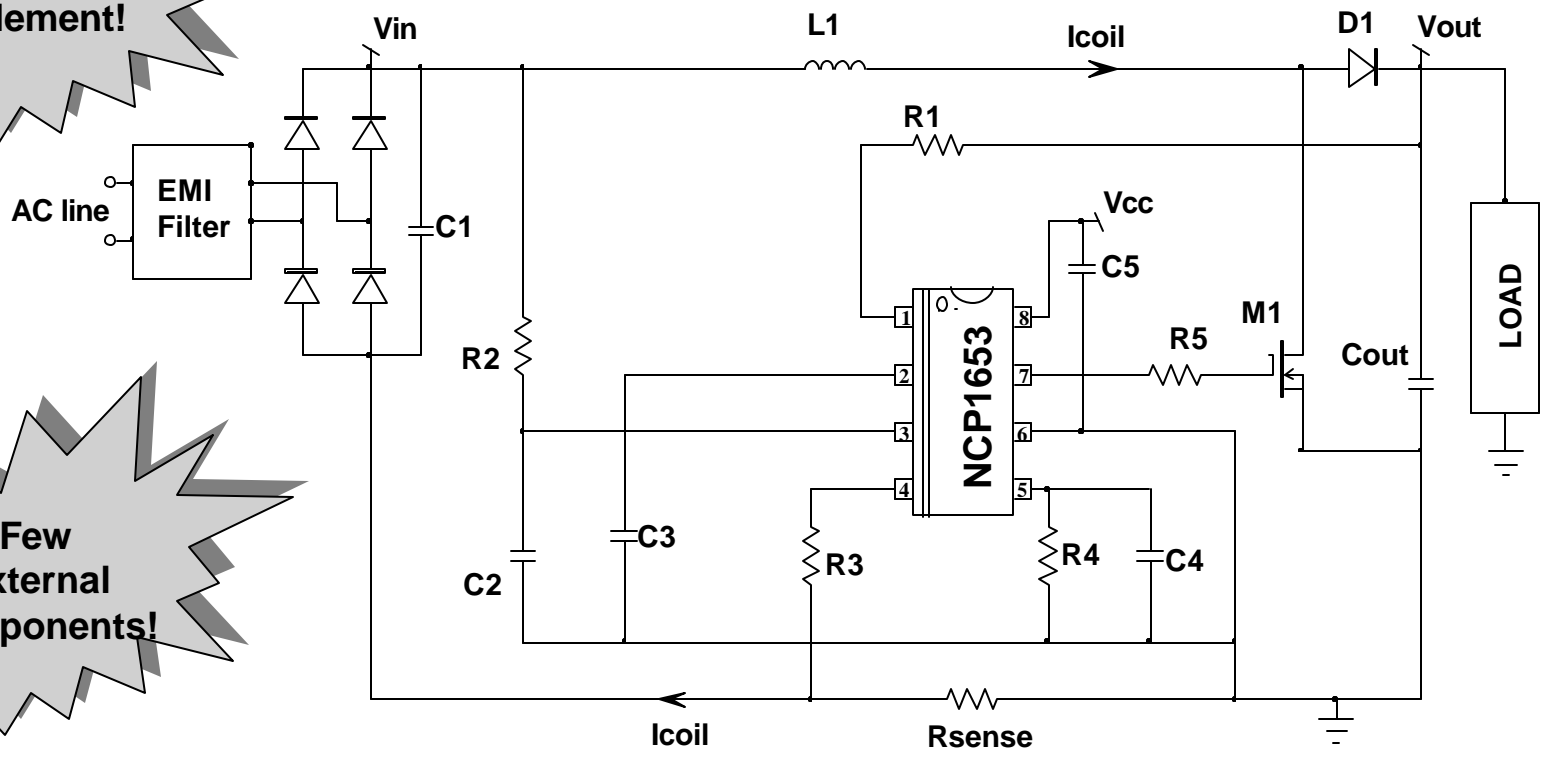 lement!
Vin
L1
Icoil
D1
Vout
R1
AC line
EMI
Filter
C1
Vcc
C5
LOAD
M1
R5
Cout
R2
1
2
3
4
8
7
6
5
NCP1653
C2
C3
R3
R4
C4
Few
xternal
ponents!
Icoil
Rsense